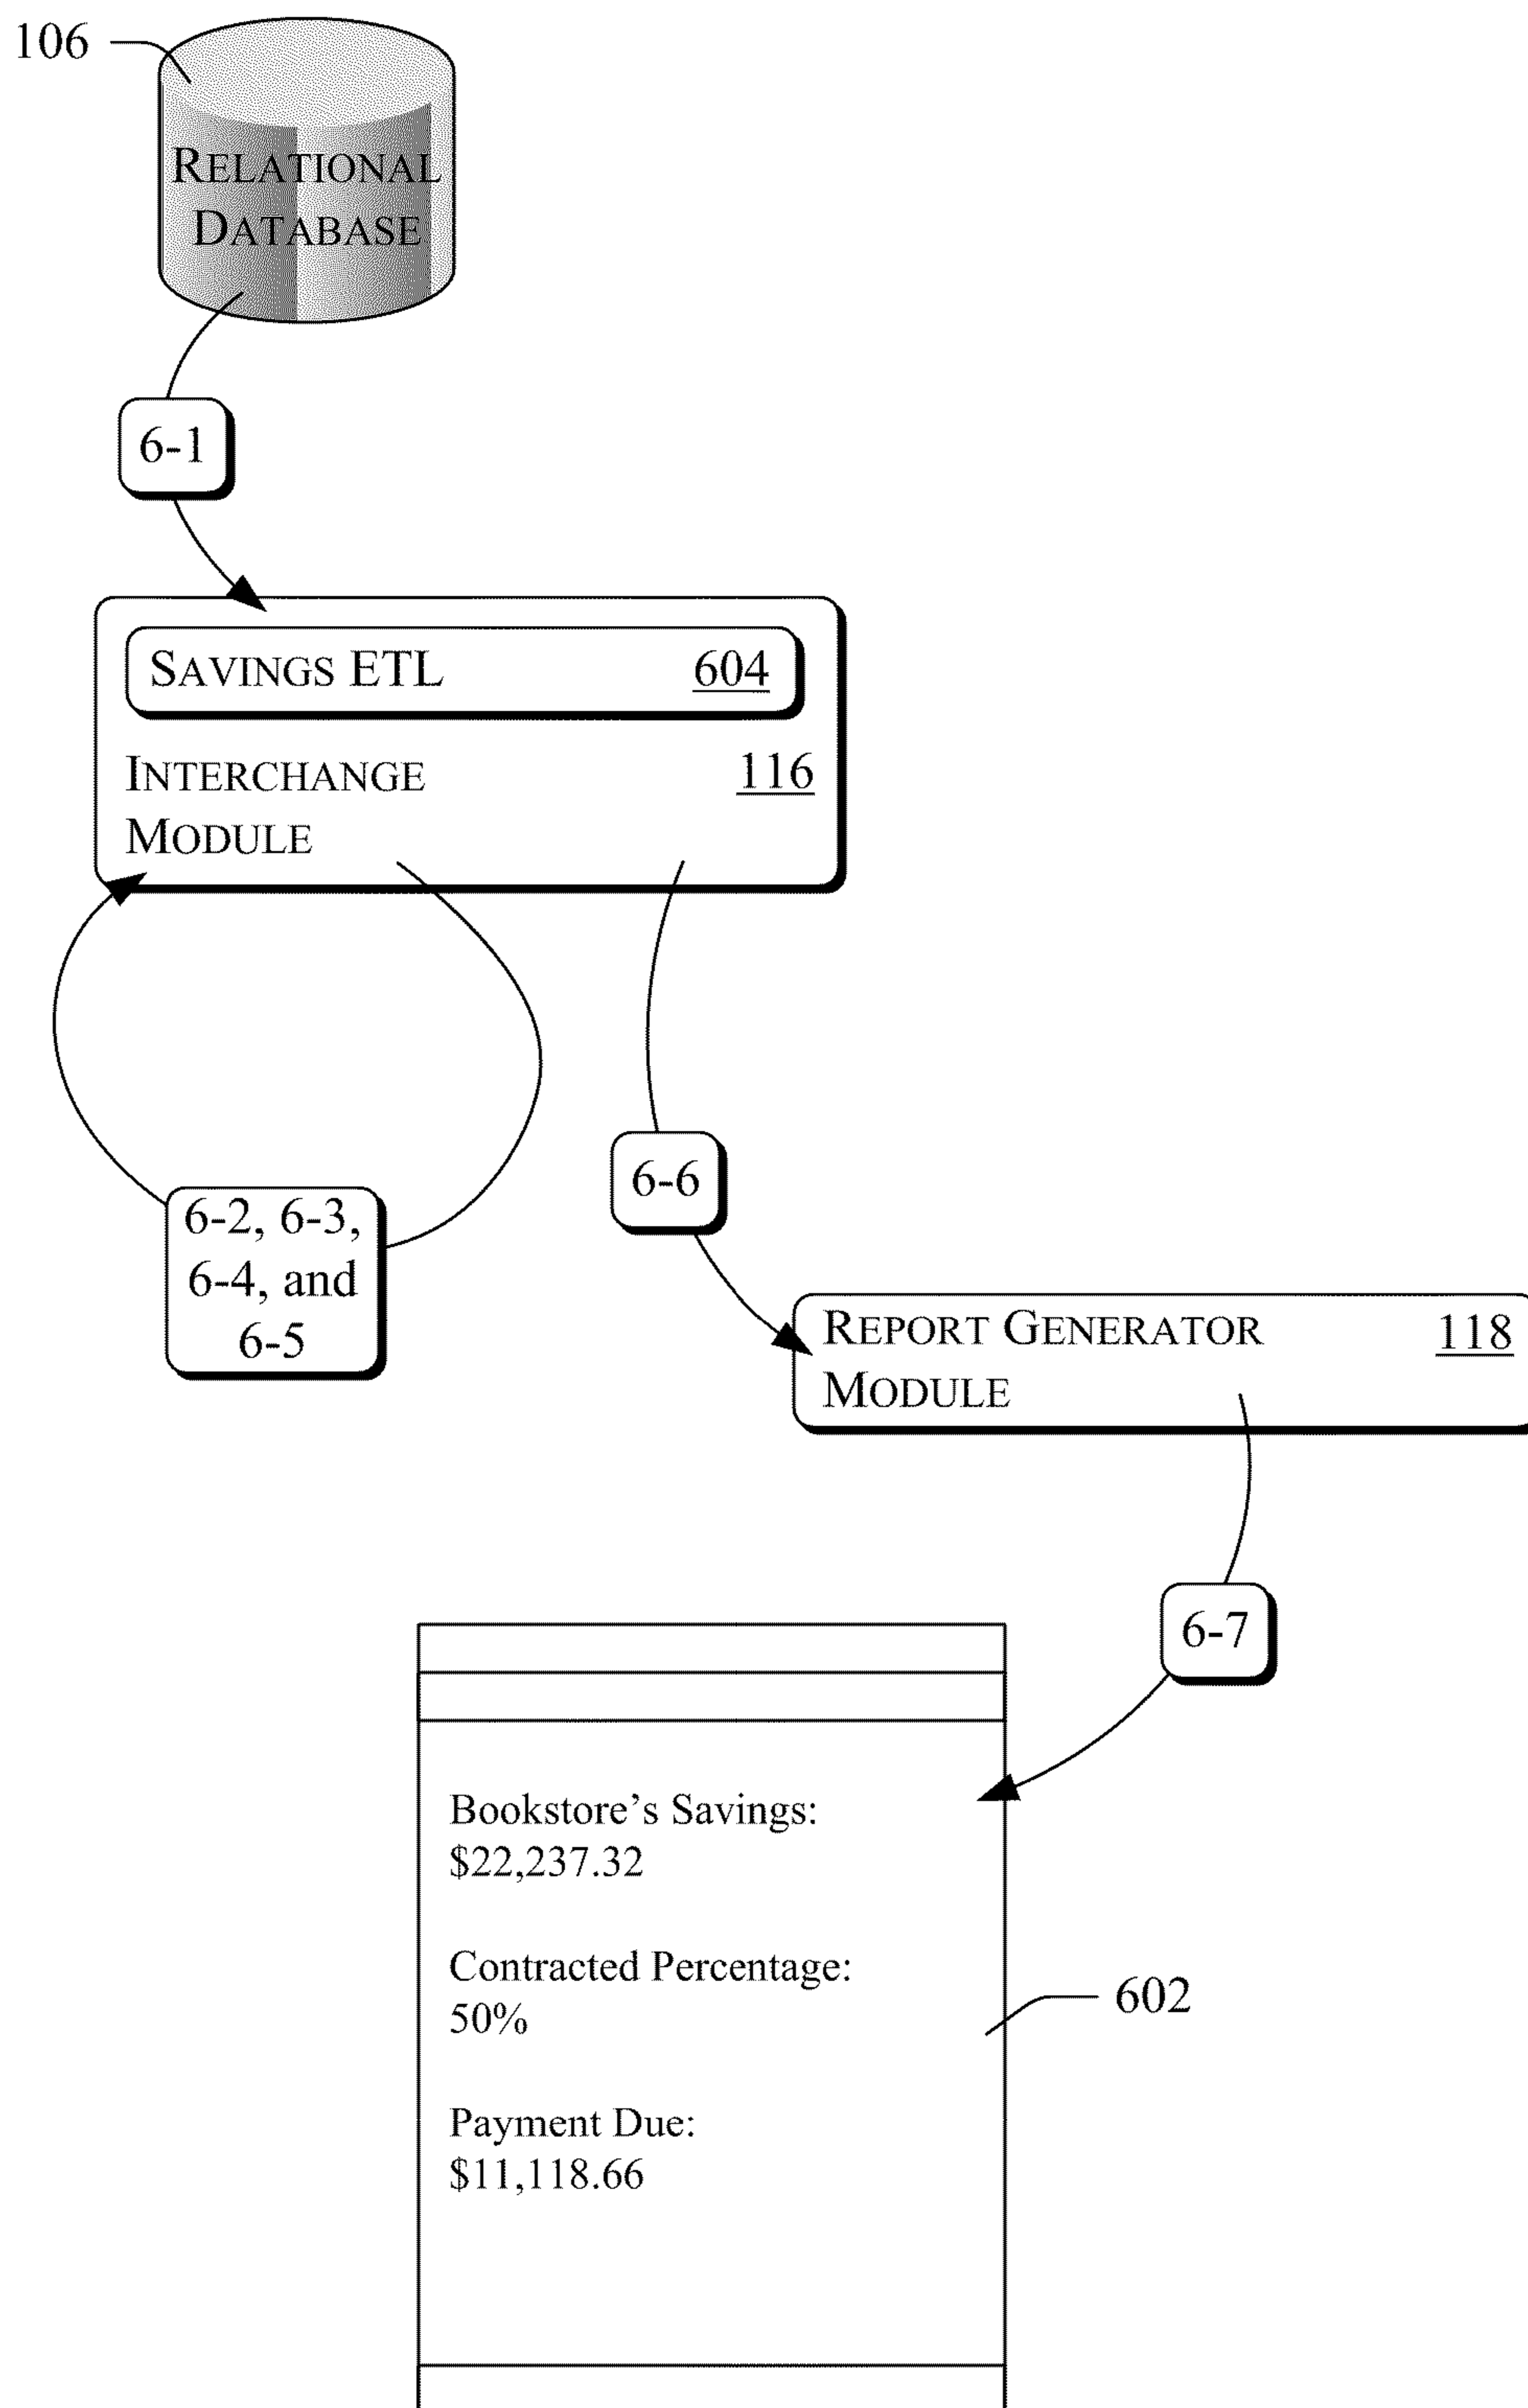 106
RELATIONAL
DATABASE
6-1
SAVINGS ETL 604
INTERCHANGE 116
MODULE
6-6
6-2, 6-3,
6-4, and
6-5
REPORT GENERATOR 118
MODULE
6-7
Bookstore’s Savings:
$22,237.32
Contracted Percentage:
50%
602
Payment Due:
$11,118.66